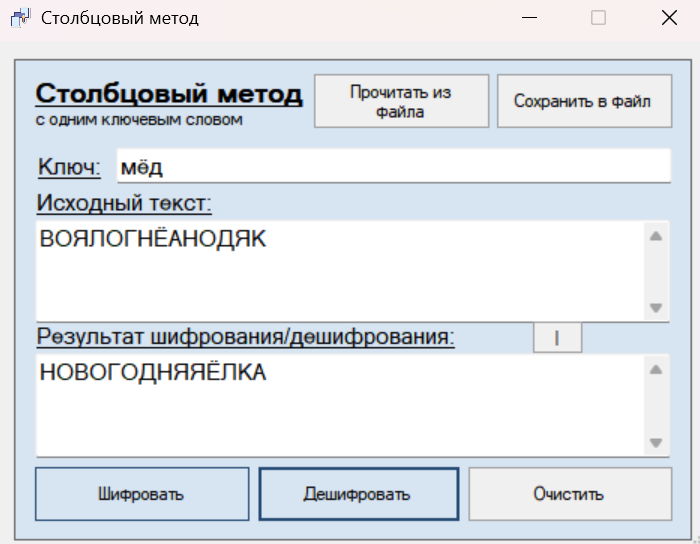 Столбцовый метод
Столбцовый метод
с одним ключевым словом
Прочитать из
файла
Сохранить в файл
Ключ:
мёд
Исходный текст:
ВОЯЛОГНЁАНОДЯК
Результат шифрования/дешифрования:
НОВОГОДНЯЯЁЛКА
Шифровать
Дешифровать
Очистить